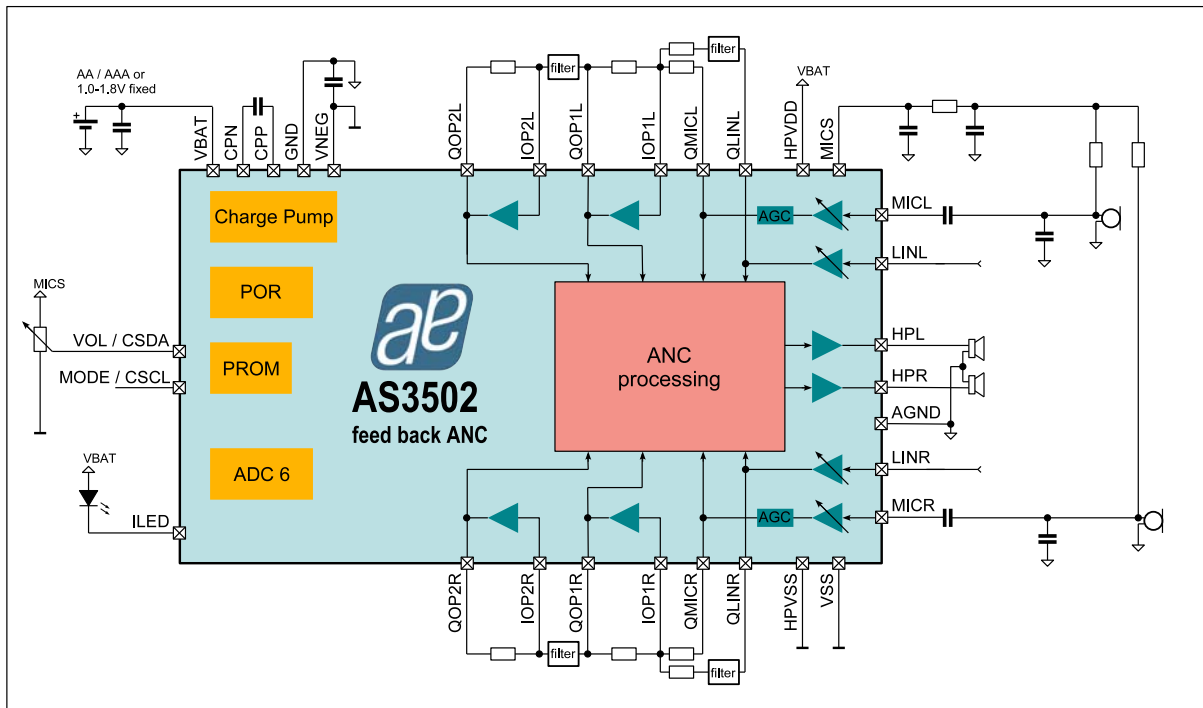 AA / AAA or
1.0-1.8V fixed
VBAT
CPN
CPP
GND
VNEG
QOP2L
IOP2L
QOP1L
IOP1L
QMICL
QLINL
filter
filter
VBAT
HPVDD
MICS
Charge Pump
POR
PROM
ADC 6
MICS
VOL / CSDA
MODE / CSCL
VBAT
ILED
ae
AS3502
feed back ANC
ANC
processing
AGC
AGC
MICL
LINL
HPL
HPR
AGND
LINR
MICR
QOP2R
IOP2R
QOP1R
IOP1R
QMICR
QLINR
HPVSS
VSS
filter
filter